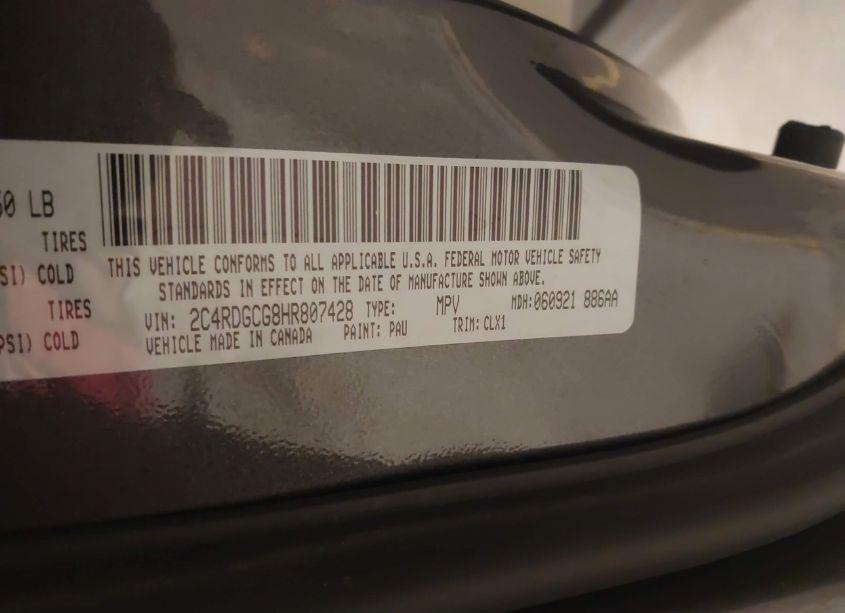 50 LB
TIRES
SI) COLD
TIRES
PSI) COLD
THIS VEHICLE CONFORMS TO ALL APPLICABLE U.S.A. FEDERAL MOTOR VEHICLE SAFETY
STANDARDS IN EFFECT ON THE DATE OF MANUFACTURE SHOWN ABOVE.
VIN: 2C4RDGCG8HR807428 TYPE: MPV MDH:060921 886AA
VEHICLE MADE IN CANADA PAINT: PAU TRIM: CLX1